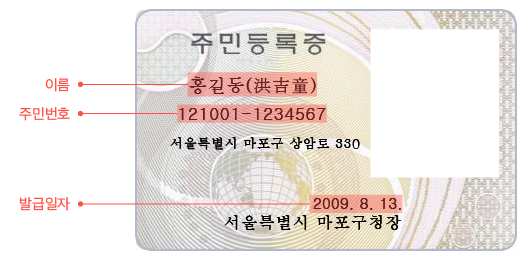 주민등록증
이름
홍길동(洪吉童)
주민번호
121001-1234567
서울특별시 마포구 상암로 330
발급일자
2009. 8. 13.
서울특별시 마포구청장